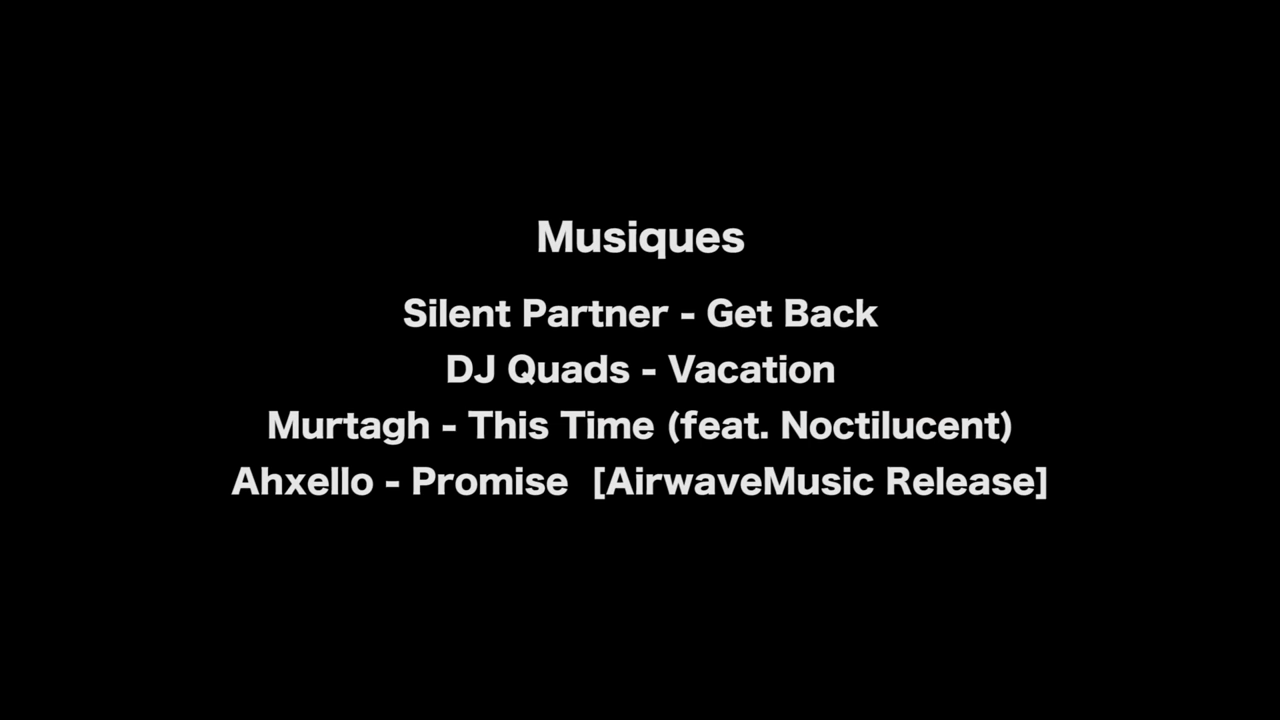 Musiques
Silent Partner - Get Back
DJ Quads - Vacation
Murtagh - This Time (feat. Noctilucent)
Ahxello - Promise  [AirwaveMusic Release]